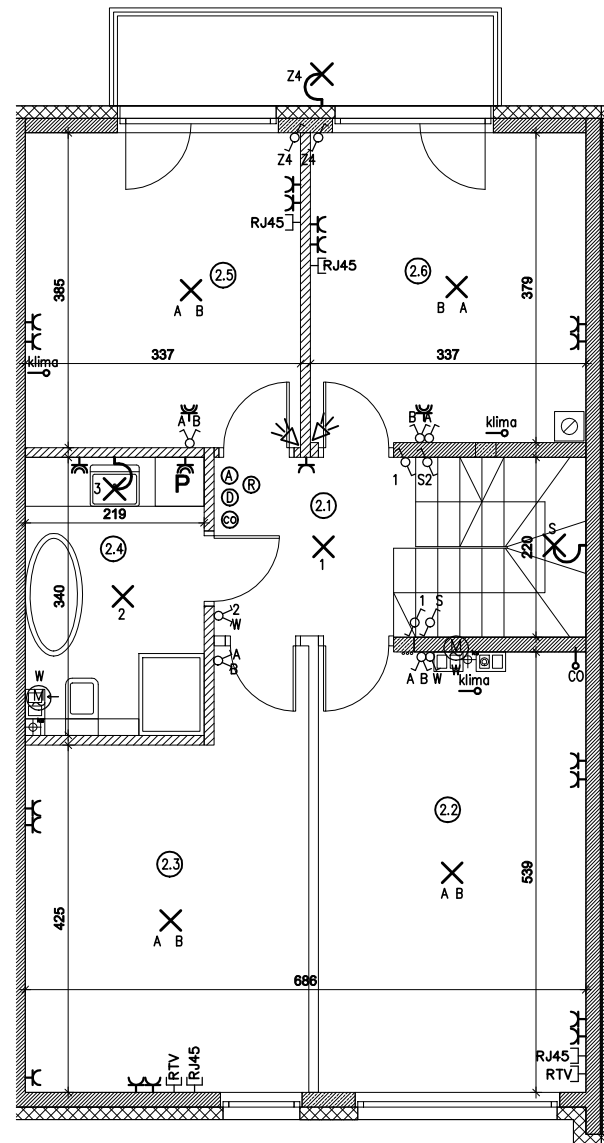 Z4
Z4 Z4
RJ45
RJ45
2.5
2.6
385
A B
B A
379
337
337
klima
A B
B A
klima
A
R
D
CO
1 S2
3
P
2.1
219
2.4
1
S
220
340
2
2
W
1 S
A
B
M
W
A B W
klima
CO
W
M
2.2
2.3
539
A B
425
A B
686
RTV
RJ45
RJ45
RTV